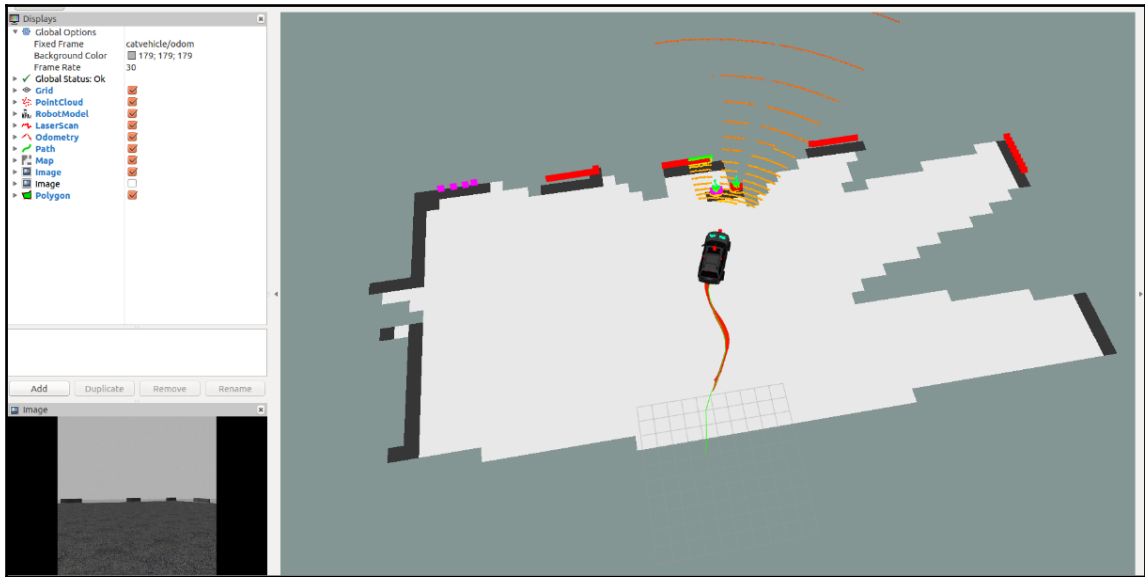 Displays
Global Options
Fixed Frame catvehicle/odom
Background Color 179; 179; 179
Frame Rate 30
Global Status: Ok
Grid
PointCloud
RobotModel
LaserScan
Odometry
Path
Map
Image
Image
Polygon
Add Duplicate Remove Rename
Image